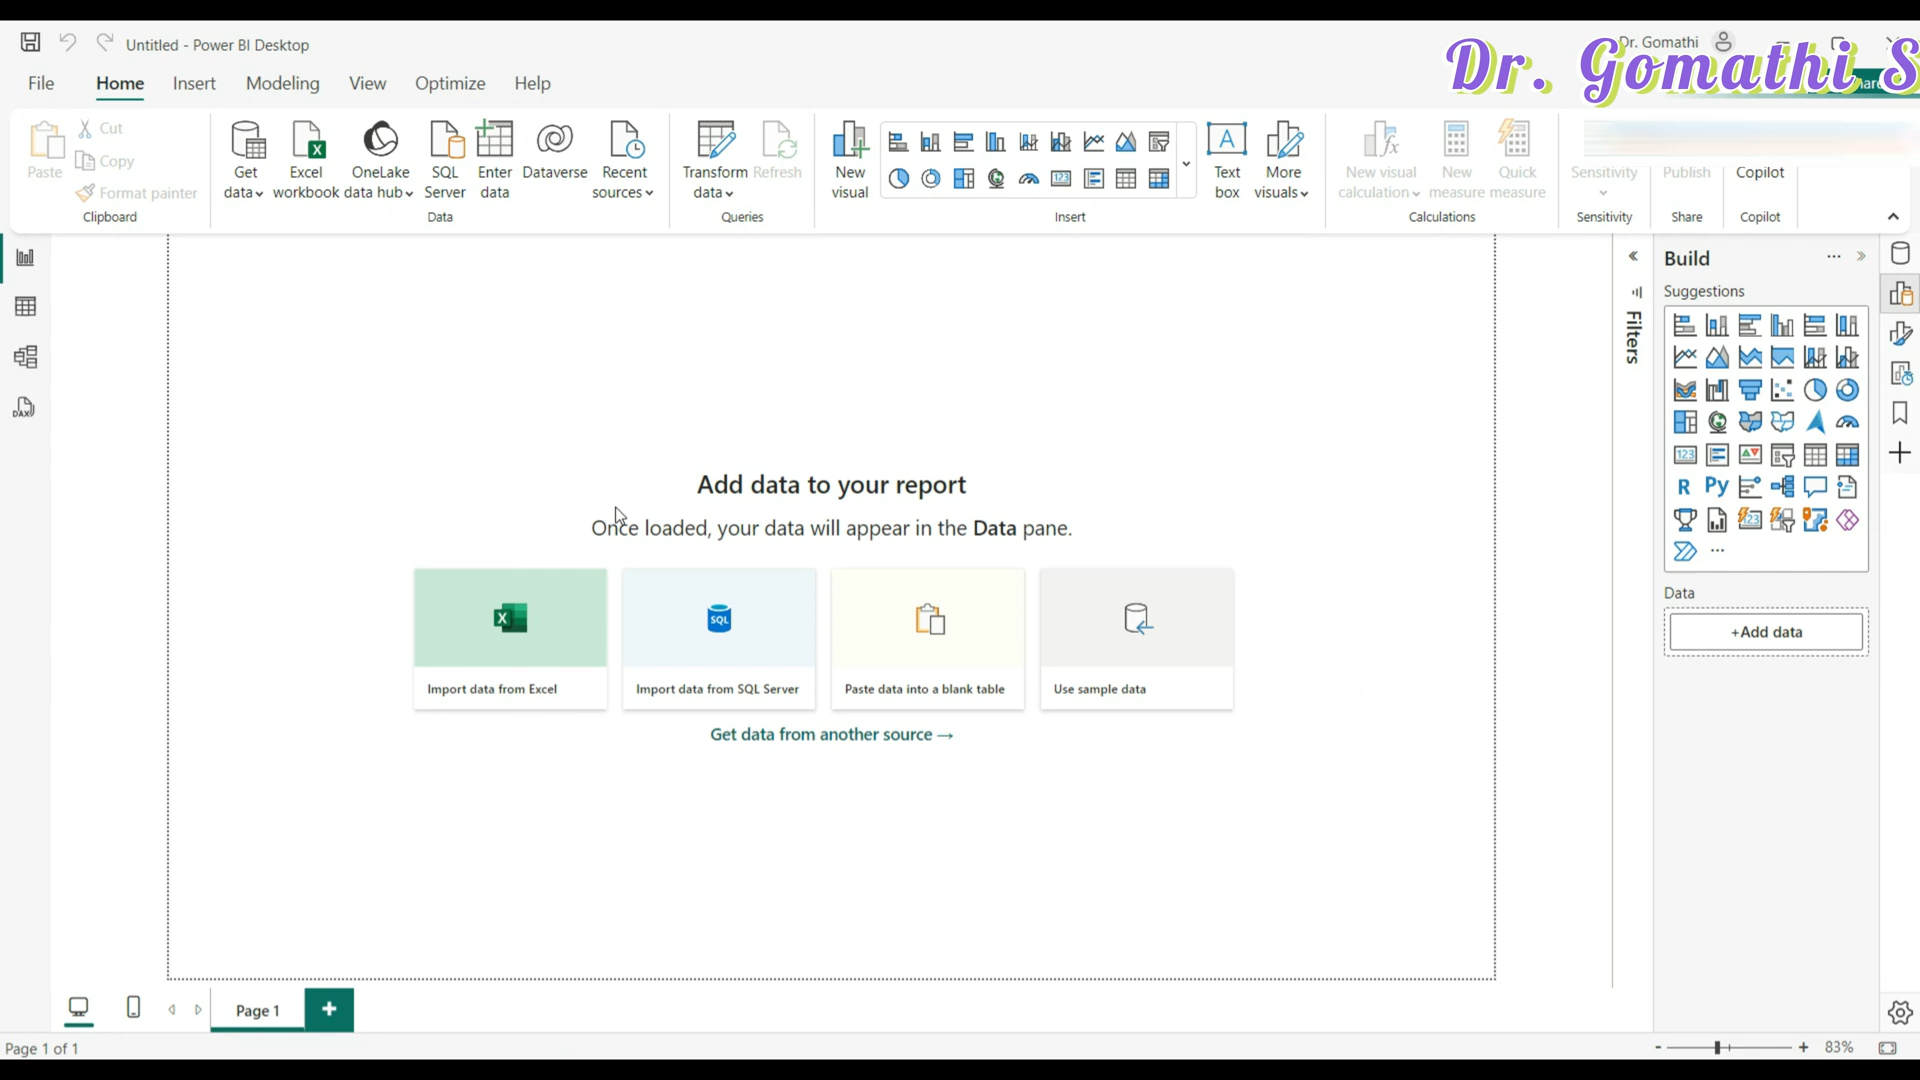 Untitled - Power BI Desktop
Dr. Gomathi
Dr. Gomathi S
File Home Insert Modeling View Optimize Help
Paste
Cut
Copy
Format painter
Clipboard
Get data
Excel workbook
OneLake data hub
SQL Server
Enter data
Dataverse
Recent sources
Data
Transform data
Refresh
Queries
New visual
Text box
More visuals
Insert
New visual calculation
New measure
Quick measure
Calculations
Sensitivity
Sensitivity
Publish
Share
Copilot
Copilot
DAX
Add data to your report
Once loaded, your data will appear in the Data pane.
X
SQL
Import data from Excel
Import data from SQL Server
Paste data into a blank table
Use sample data
Get data from another source →
Filters
Build
Suggestions
123
R
Py
123
Data
+Add data
Page 1
Page 1 of 1
- + 83%